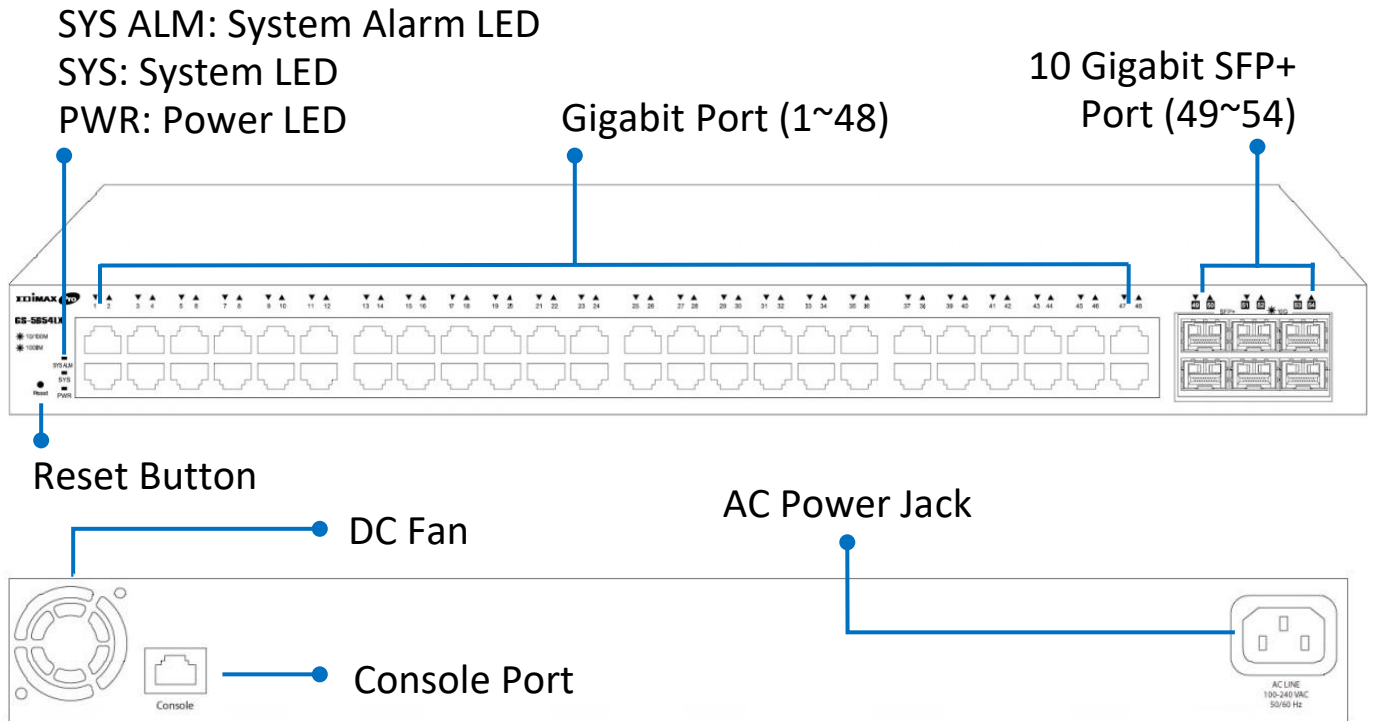 SYS ALM: System Alarm LED
SYS: System LED
PWR: Power LED
Gigabit Port (1~48)
10 Gigabit SFP+
Port (49~54)
EDIMAX Pro
1 2 3 4 5 6 7 8 9 10 11 12 13 14 15 16 17 18 19 20 21 22 23 24 25 26 27 28 29 30 31 32 33 34 35 36 37 38 39 40 41 42 43 44 45 46 47 48 49 50 51 52 53 54
SFP+ 10G
GS-5654LX
10/100M
1000M
SYS ALM
SYS
PWR
Reset
Reset Button
DC Fan
AC Power Jack
Console Port
Console
AC LINE
100-240 VAC
50/60 Hz